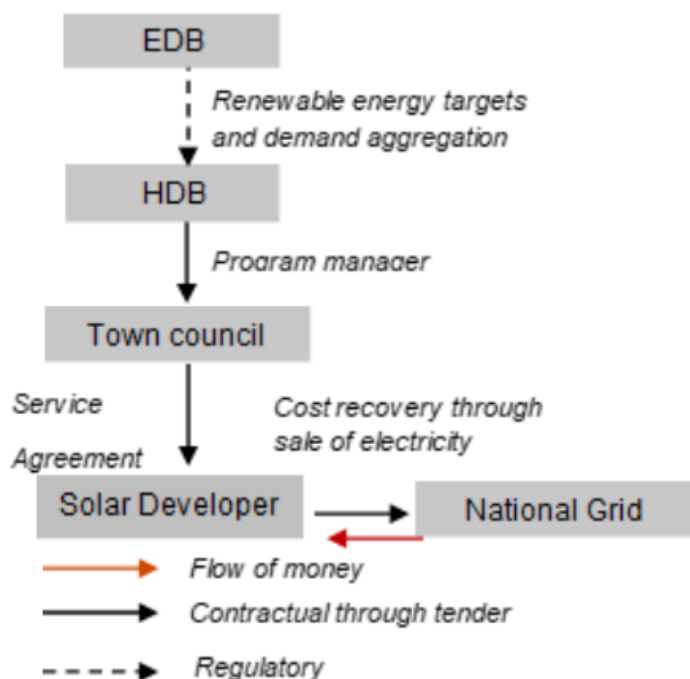 EDB
Renewable energy targets
and demand aggregation
HDB
Program manager
Town council
Service
Agreement
Cost recovery through
sale of electricity
Solar Developer
National Grid
Flow of money
Contractual through tender
Regulatory